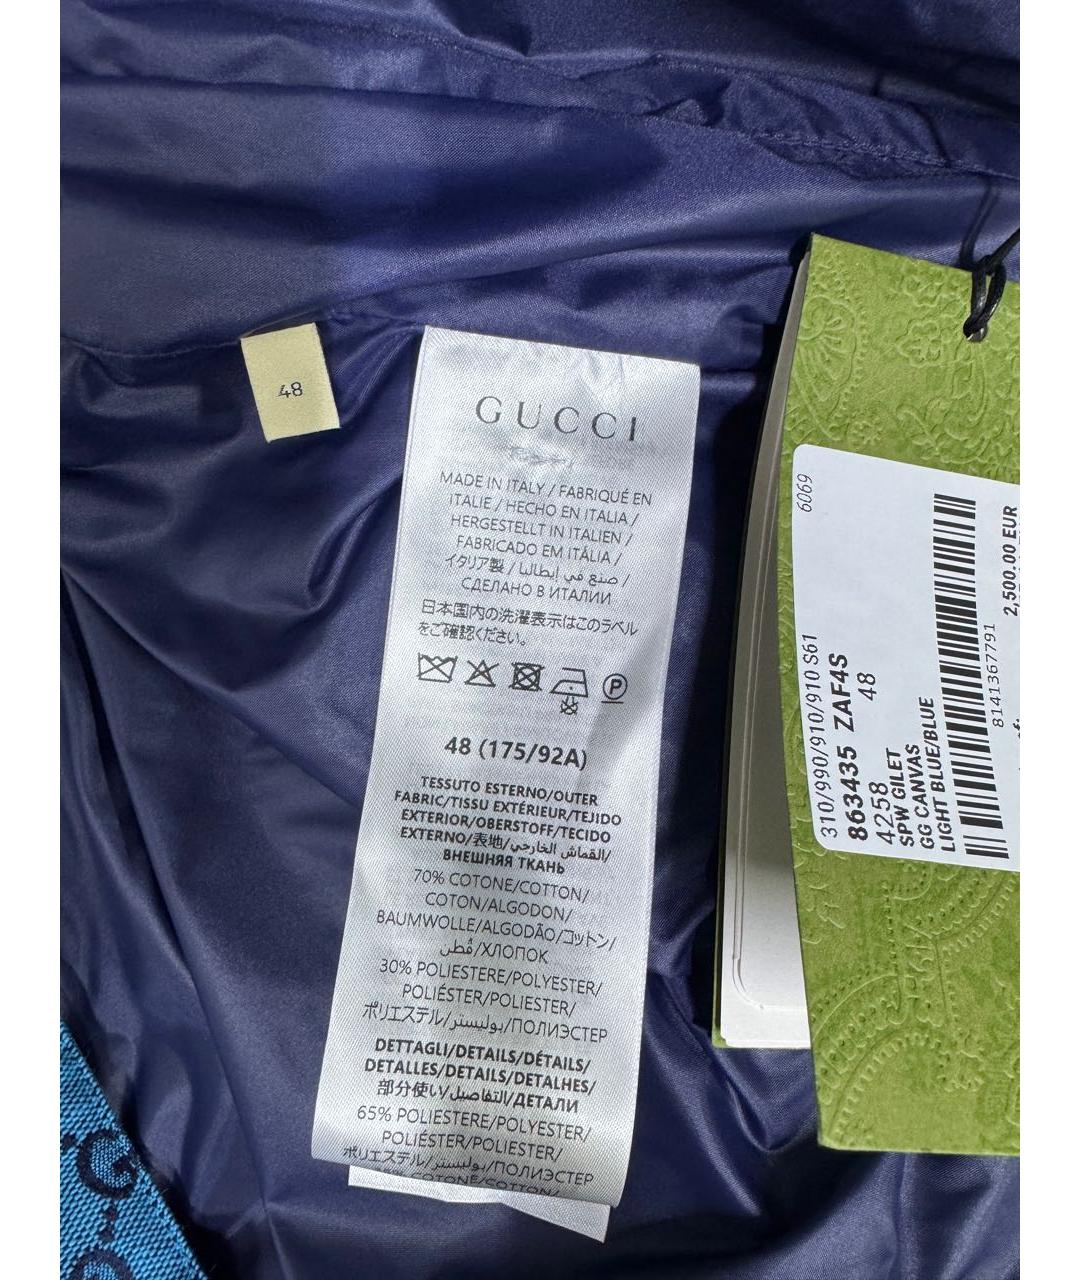 48
GUCCI
MADE IN ITALY / FABRIQUÉ EN
ITALIE / HECHO EN ITALIA /
HERGESTELLT IN ITALIEN /
FABRICADO EM ITÁLIA /
イタリア製 / صنع في إيطاليا /
СДЕЛАНО В ИТАЛИИ
日本国内の洗濯表示はこのラベル
をご確認ください。
P
48 (175/92A)
TESSUTO ESTERNO/OUTER
FABRIC/TISSU EXTÉRIEUR/TEJIDO
EXTERIOR/OBERSTOFF/TECIDO
EXTERNO/表地/القماش الخارجي/
ВНЕШНЯЯ ТКАНЬ
70% COTONE/COTTON/
COTON/ALGODON/
BAUMWOLLE/ALGODÃO/コットン/
قُطن/ХЛОПОК
30% POLIESTERE/POLYESTER/
POLIÉSTER/POLIESTER/
ポリエステル/بوليستر/ПОЛИЭСТЕР
DETTAGLI/DETAILS/DÉTAILS/
DETALLES/DETAILS/DETALHES/
部分使い/التفاصيل/ДЕТАЛИ
65% POLIESTERE/POLYESTER/
POLIÉSTER/POLIESTER/
ポリエステル/بوليستر/ПОЛИЭСТЕР
COTONE/COTTON/
6069
310/990/910/910 S61
863435 ZAF4S
4258 48
SPW GILET
GG CANVAS
LIGHT BLUE/BLUE
8141367791
2,500.00 EUR